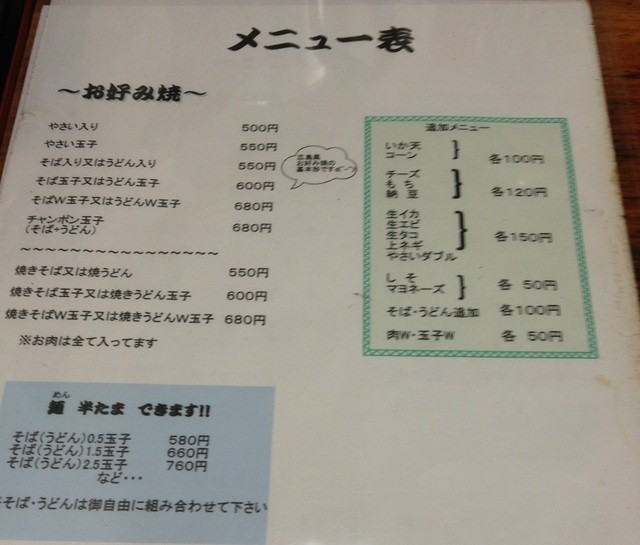 メニュー表
～お好み焼～
やさい入り 500円
やさい玉子 550円
そば入り又はうどん入り 550円
そば玉子又はうどん玉子 600円
そばW玉子又はうどんW玉子 680円
チャンポン玉子
(そば+うどん) 680円
広島風
お好み焼の
基本形です
～～～～～～～～～～～～～～～
焼きそば又は焼うどん 550円
焼きそば玉子又は焼きうどん玉子 600円
焼きそばW玉子又は焼きうどんW玉子 680円
※お肉は全て入ってます
追加メニュー
いか天
コーン
各100円
チーズ
もち
納豆
各120円
生イカ
生エビ
生タコ
上ネギ
やさいダブル
各150円
しそ
マヨネーズ
各 50円
そば・うどん追加 各100円
肉W・玉子W 各 50円
めん
麺 半たま できます!!
そば(うどん)0.5玉子 580円
そば(うどん)1.5玉子 660円
そば(うどん)2.5玉子 760円
など・・・
そば・うどんは御自由に組み合わせて下さい